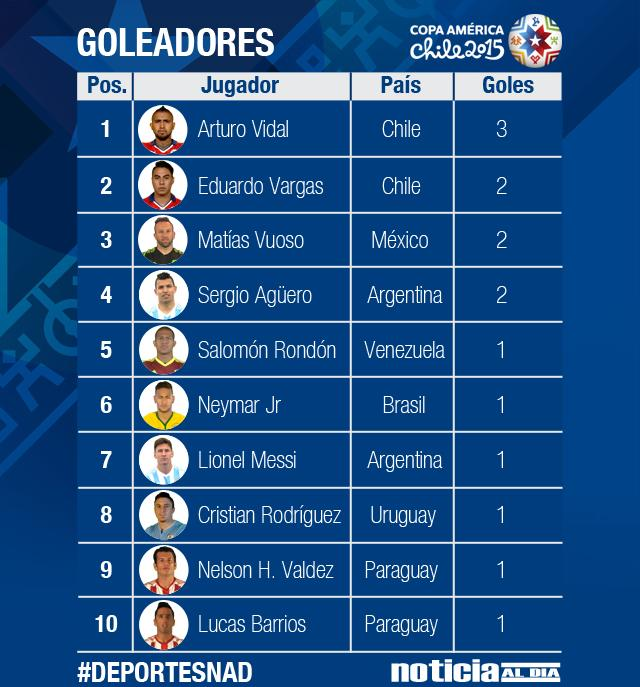 GOLEADORES
COPA AMÉRICA
Chile2015
Pos. Jugador País Goles
1 Arturo Vidal Chile 3
2 Eduardo Vargas Chile 2
3 Matías Vuoso México 2
4 Sergio Agüero Argentina 2
5 Salomón Rondón Venezuela 1
6 Neymar Jr Brasil 1
7 Lionel Messi Argentina 1
8 Cristian Rodríguez Uruguay 1
9 Nelson H. Valdez Paraguay 1
10 Lucas Barrios Paraguay 1
#DEPORTESNAD
noticia AL DIA